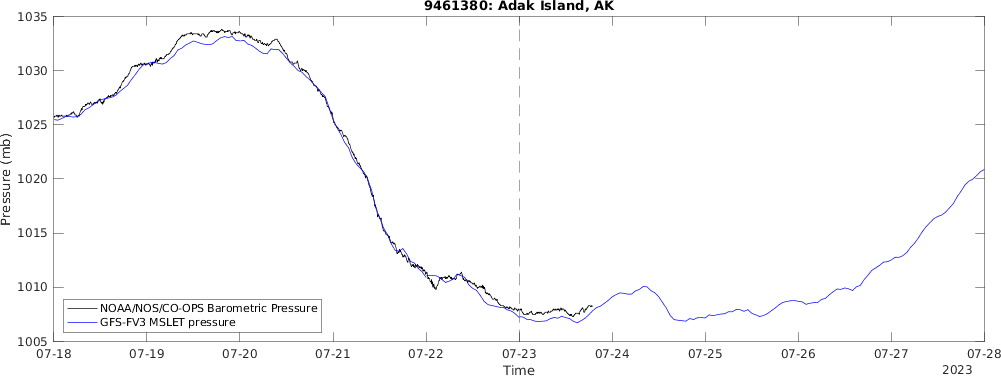 9461380: Adak Island, AK
Pressure (mb)
1035
1030
1025
1020
1015
1010
1005
NOAA/NOS/CO-OPS Barometric Pressure
GFS-FV3 MSLET pressure
07-18 07-19 07-20 07-21 07-22 07-23 07-24 07-25 07-26 07-27 07-28
Time
2023